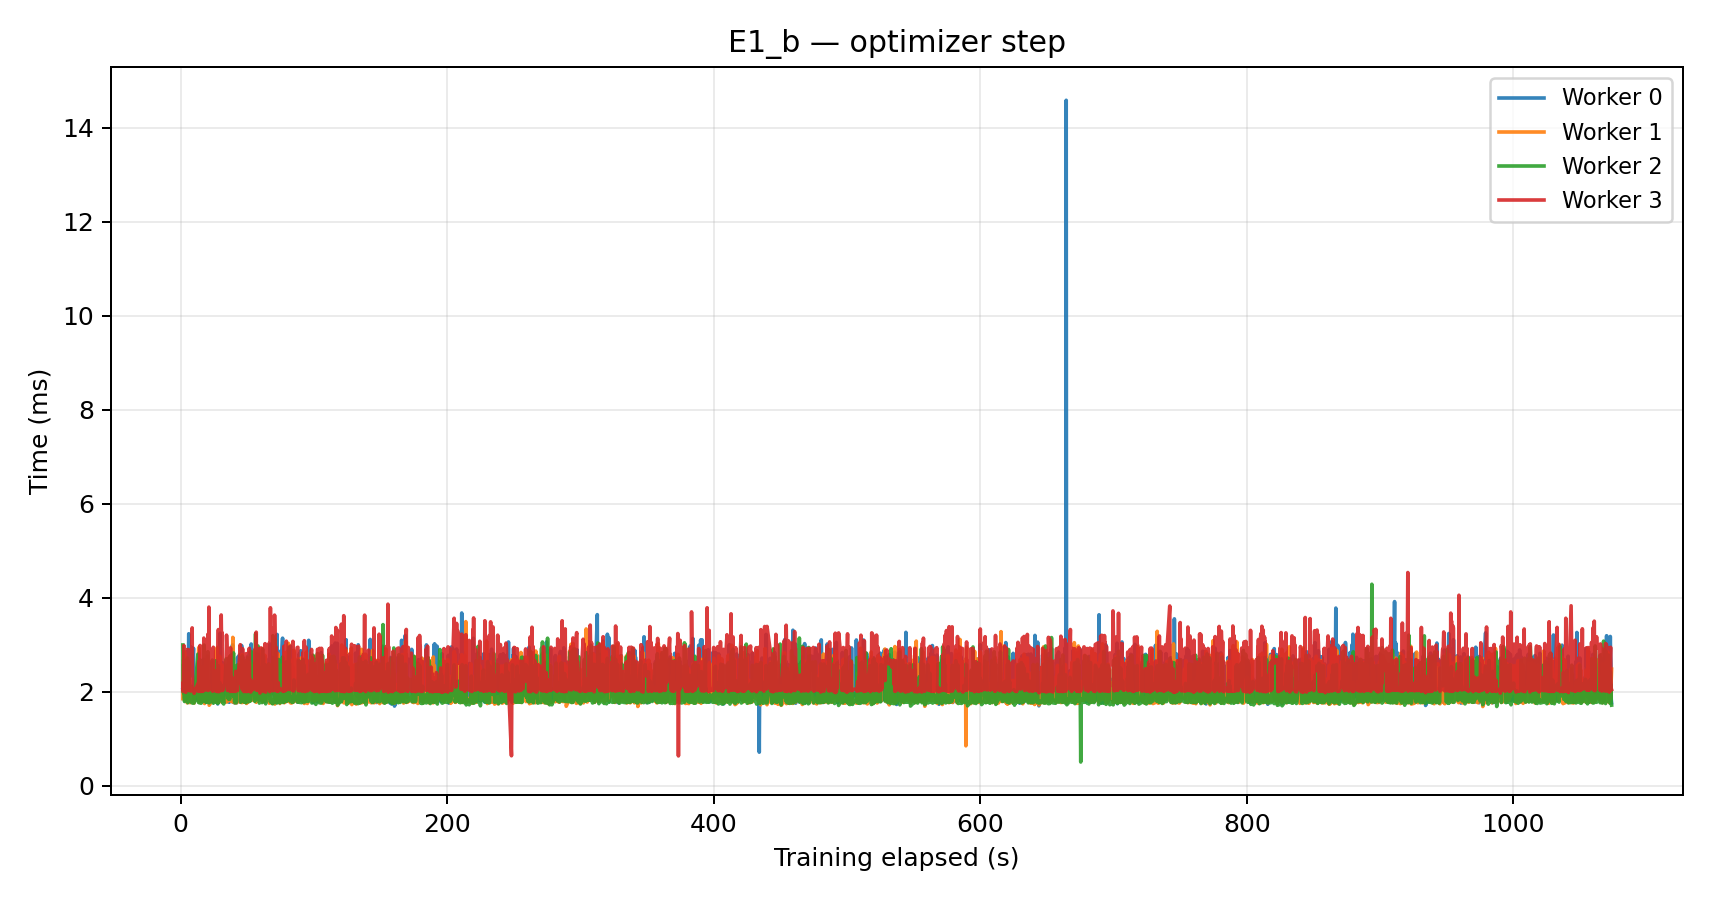 E1_b — optimizer step
Time (ms)
14
12
10
8
6
4
2
0
0 200 400 600 800 1000
Training elapsed (s)
Worker 0
Worker 1
Worker 2
Worker 3